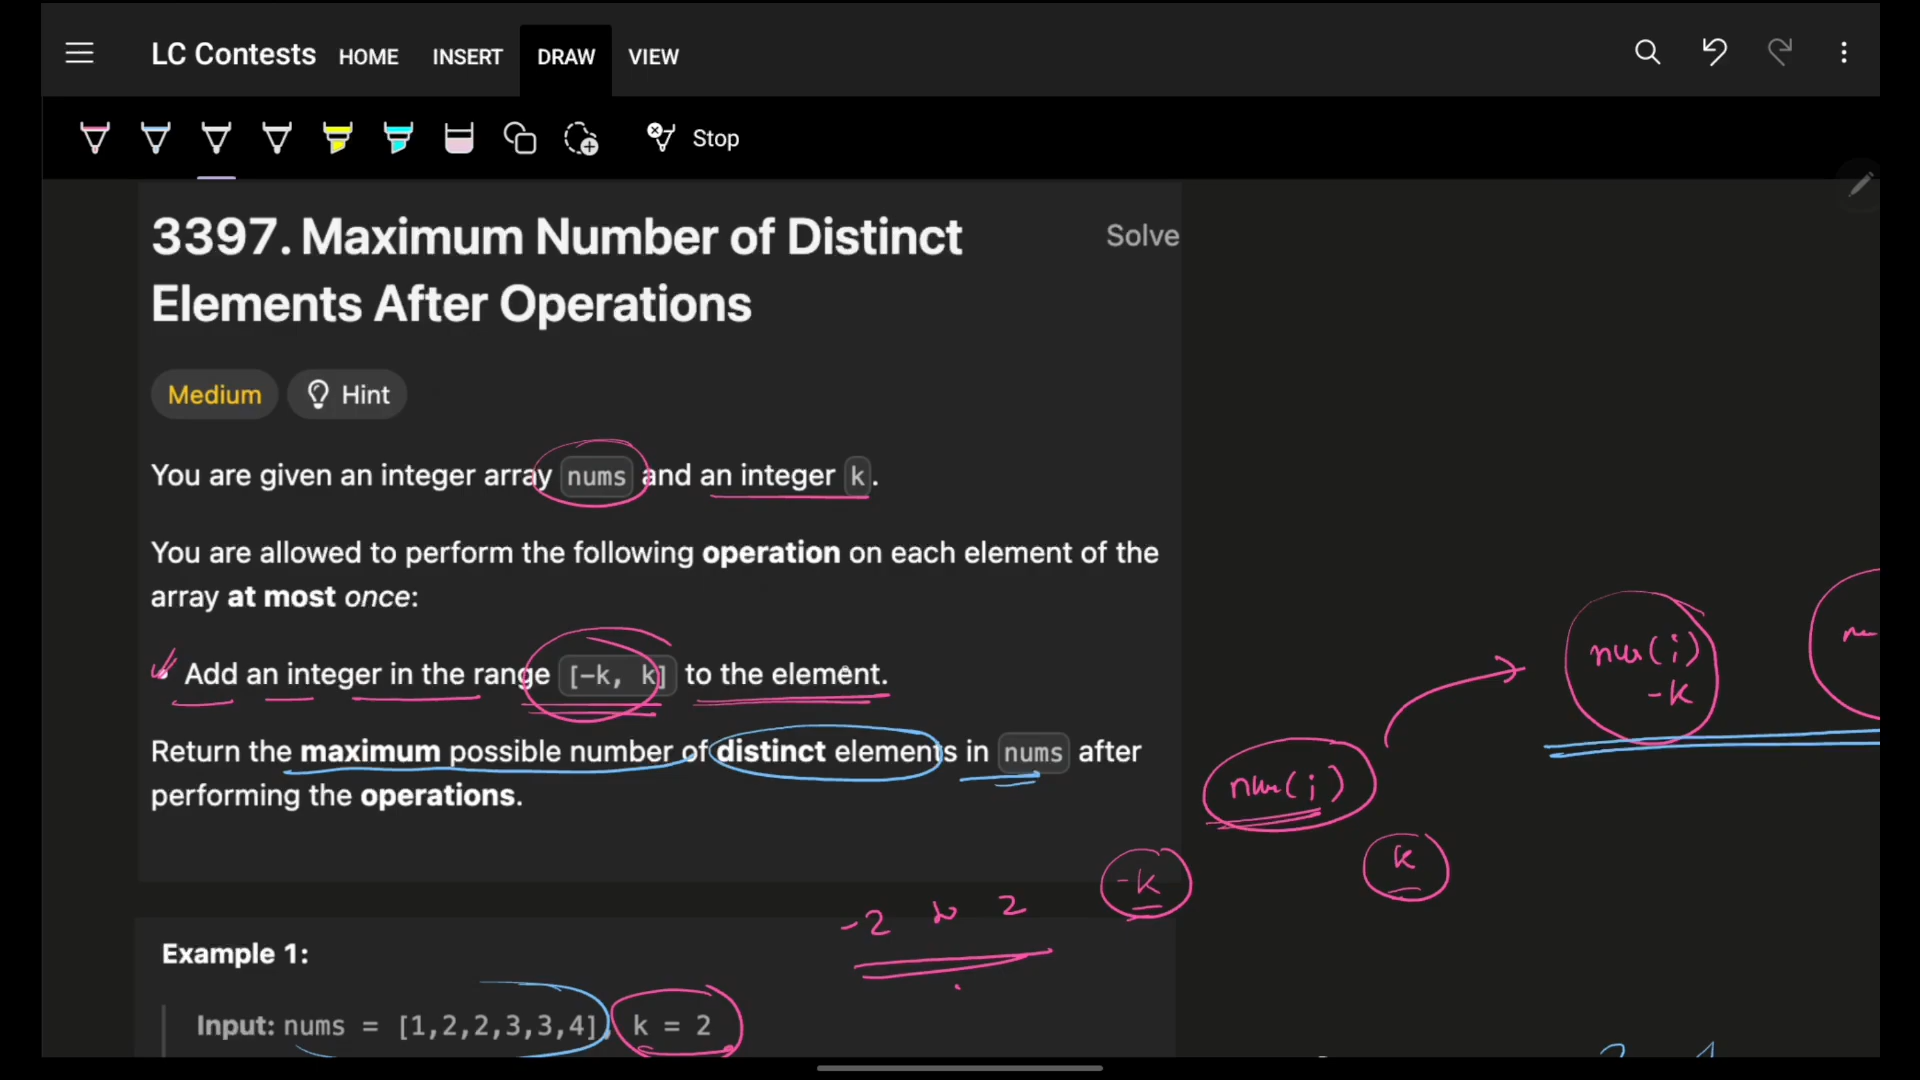 LC Contests HOME INSERT DRAW VIEW
Stop
3397. Maximum Number of Distinct
Elements After Operations
Solve
Medium Hint
You are given an integer array nums and an integer k.
You are allowed to perform the following operation on each element of the
array at most once:
Add an integer in the range [-k, k] to the element.
Return the maximum possible number of distinct elements in nums after
performing the operations.
num(i)
-k
num(i)
-k
k
-2 to 2
Example 1:
Input: nums = [1,2,2,3,3,4], k = 2